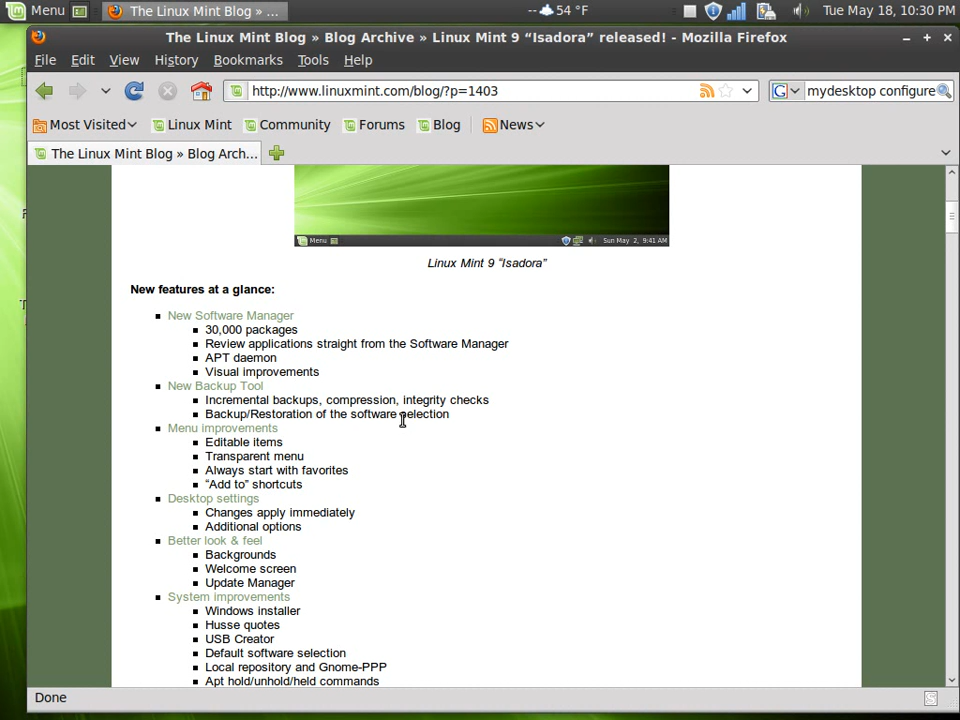 Menu
The Linux Mint Blog » ...
-- 54 °F
Tue May 18, 10:30 PM
The Linux Mint Blog » Blog Archive » Linux Mint 9 “Isadora” released! - Mozilla Firefox
File Edit View History Bookmarks Tools Help
http://www.linuxmint.com/blog/?p=1403
mydesktop configure
Most Visited Linux Mint Community Forums Blog News
The Linux Mint Blog » Blog Arch...
Menu
Sun May 2, 9:41 AM
Linux Mint 9 “Isadora”
New features at a glance:
New Software Manager
30,000 packages
Review applications straight from the Software Manager
APT daemon
Visual improvements
New Backup Tool
Incremental backups, compression, integrity checks
Backup/Restoration of the software selection
Menu improvements
Editable items
Transparent menu
Always start with favorites
“Add to” shortcuts
Desktop settings
Changes apply immediately
Additional options
Better look & feel
Backgrounds
Welcome screen
Update Manager
System improvements
Windows installer
Husse quotes
USB Creator
Default software selection
Local repository and Gnome-PPP
Apt hold/unhold/held commands
Done